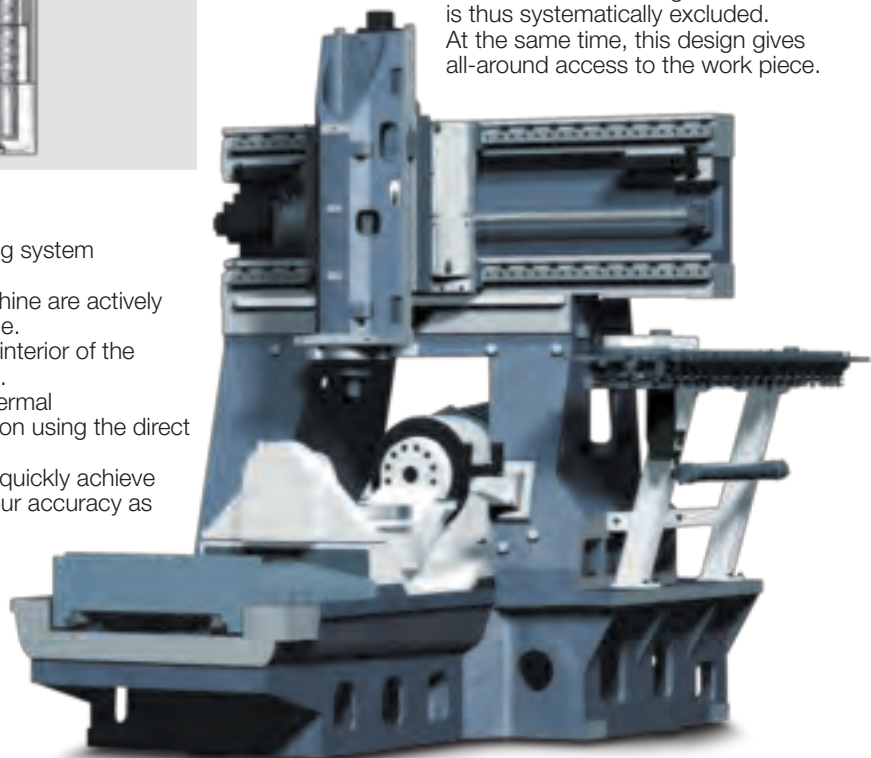 is thus systematically excluded.
At the same time, this design gives
all-around access to the work piece.
g system
hine are actively
e.
interior of the
.
ermal
on using the direct
quickly achieve
ur accuracy as